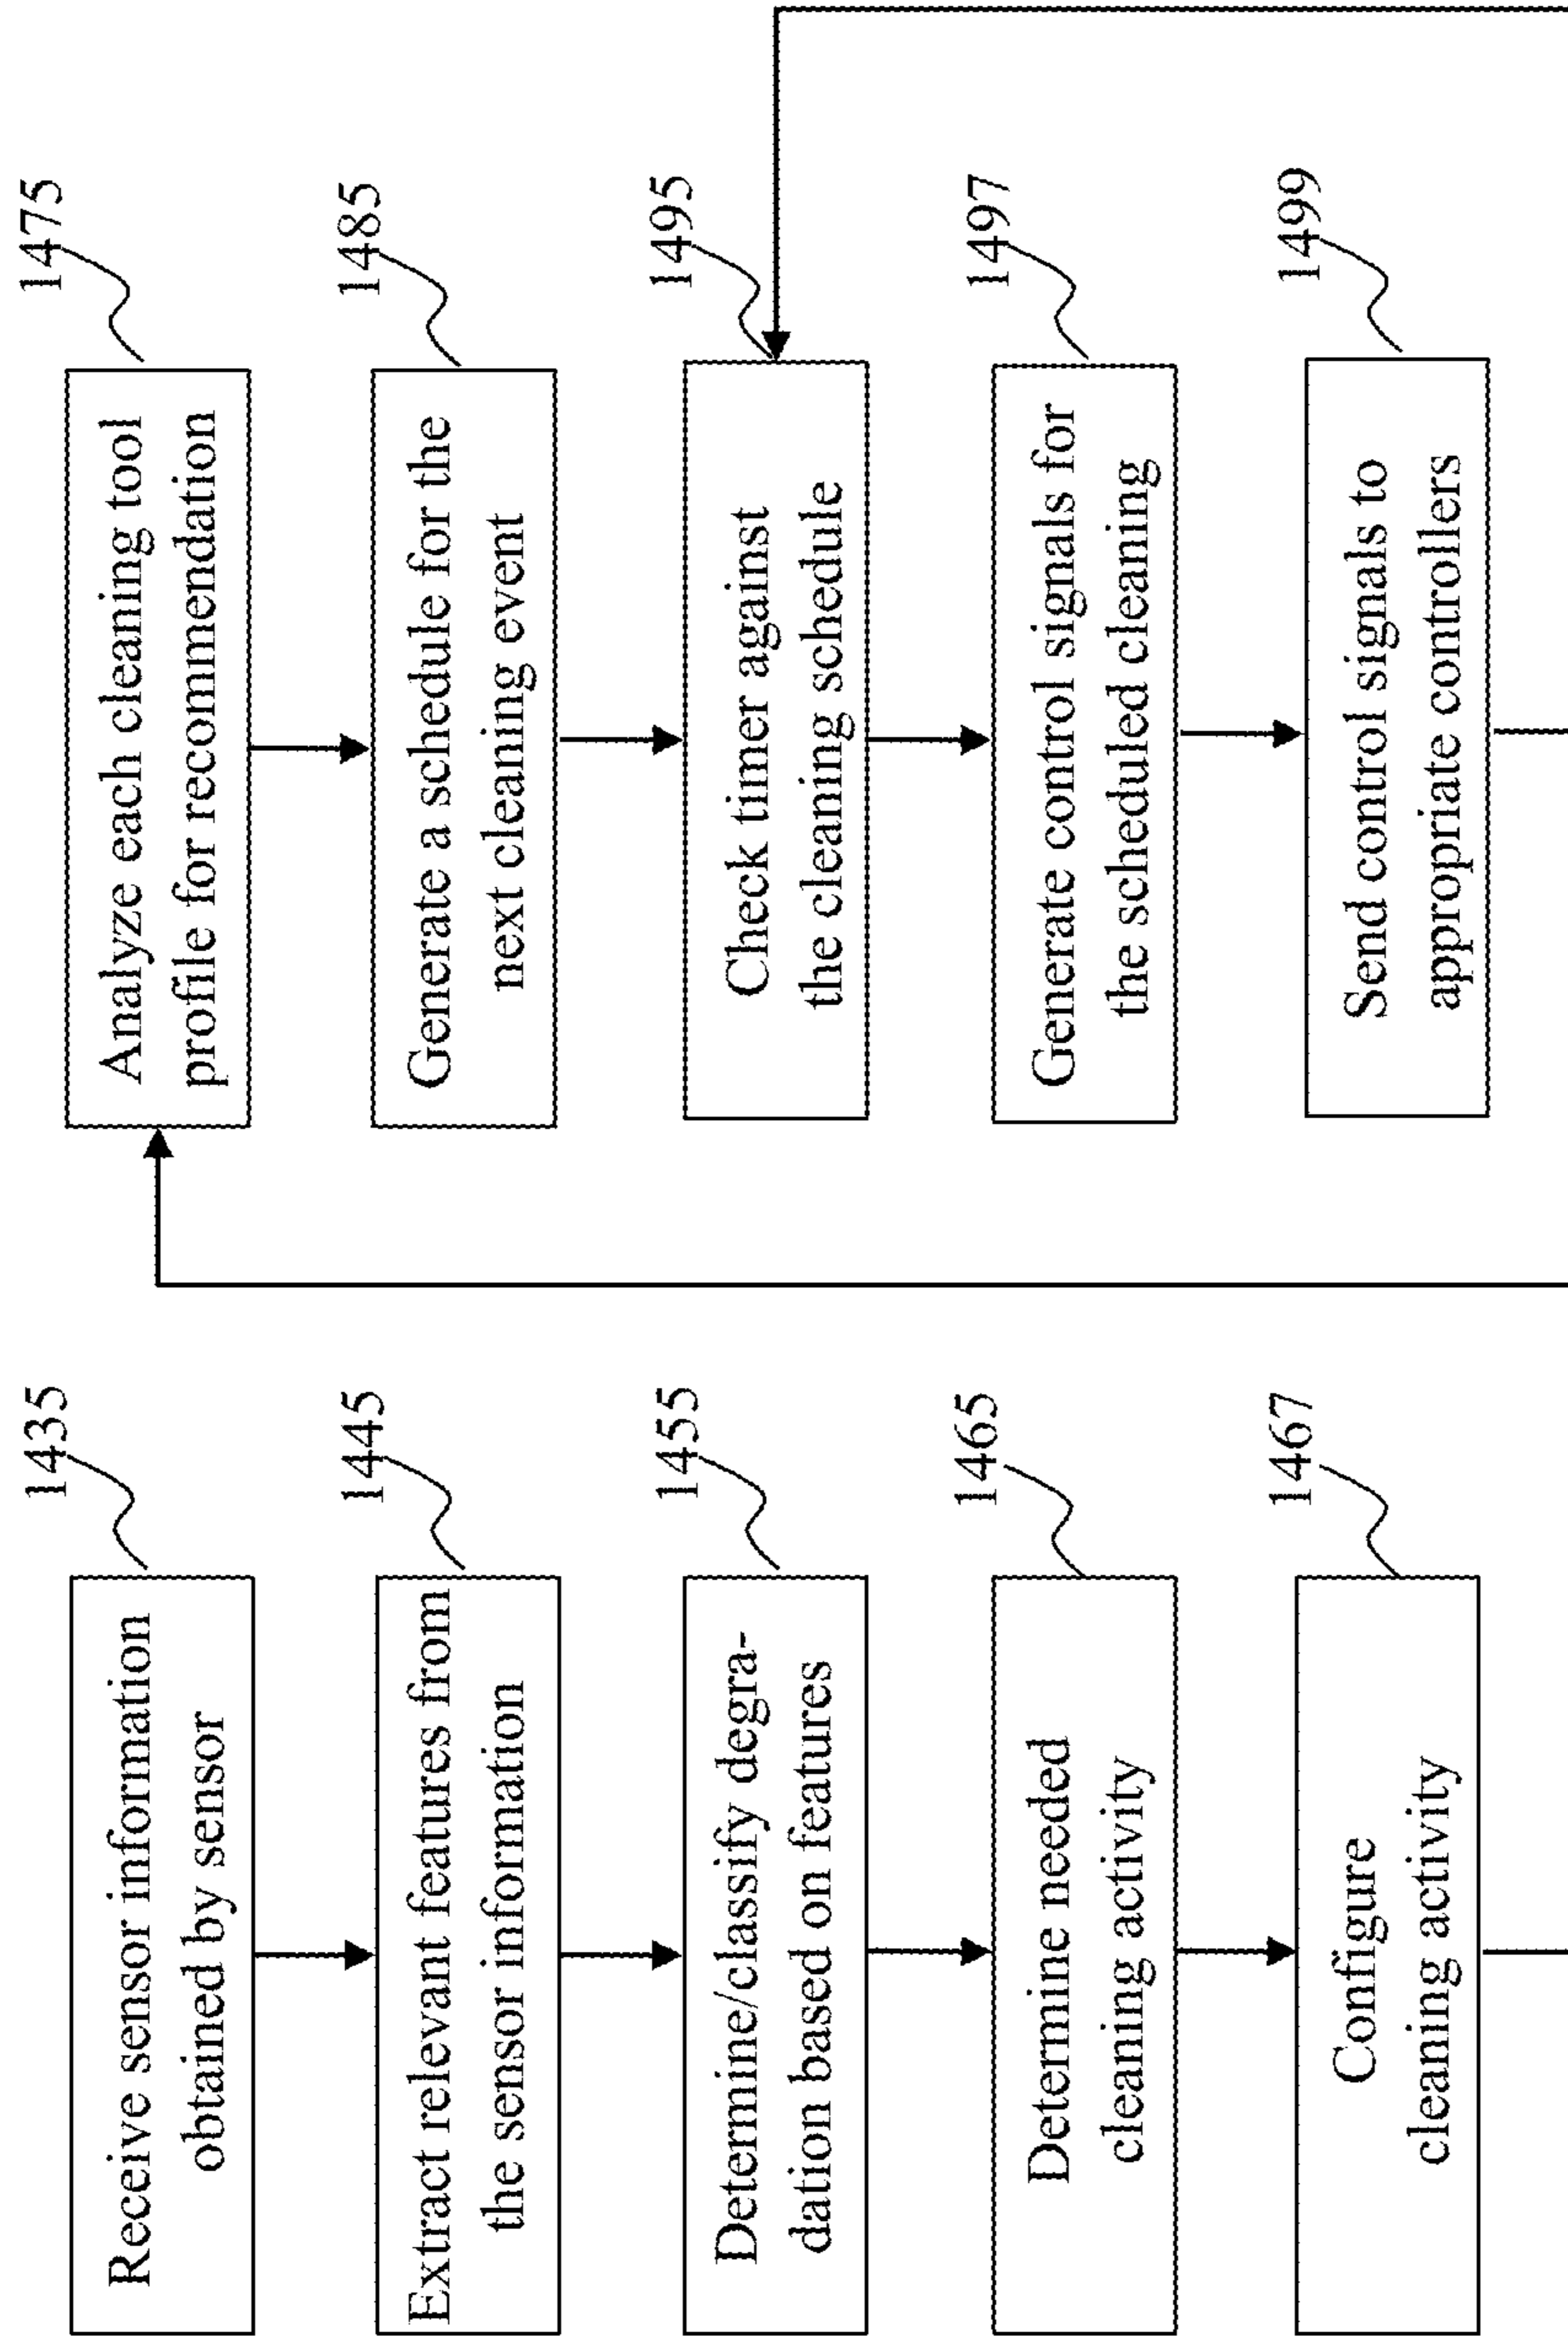 1435
Receive sensor information
obtained by sensor
1445
Extract relevant features from
the sensor information
1455
Determine/classify degra-
dation based on features
1465
Determine needed
cleaning activity
1467
Configure
cleaning activity
1475
Analyze each cleaning tool
profile for recommendation
1485
Generate a schedule for the
next cleaning event
1495
Check timer against
the cleaning schedule
1497
Generate control signals for
the scheduled cleaning
1499
Send control signals to
appropriate controllers